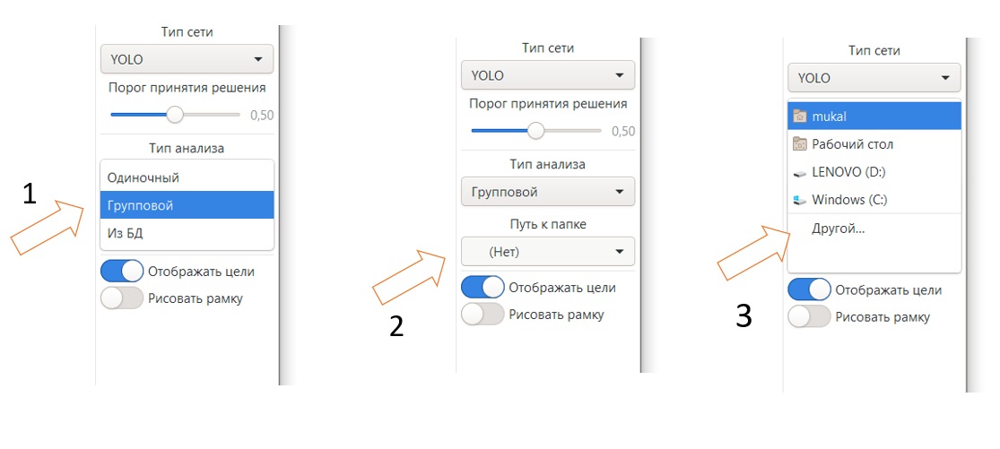 Тип сети
YOLO
Порог принятия решения
0,50
Тип анализа
Одиночный
Групповой
Из БД
Отображать цели
Рисовать рамку
1
Тип сети
YOLO
Порог принятия решения
0,50
Тип анализа
Групповой
Путь к папке
(Нет)
Отображать цели
Рисовать рамку
2
Тип сети
YOLO
mukal
Рабочий стол
LENOVO (D:)
Windows (C:)
Другой...
Отображать цели
Рисовать рамку
3